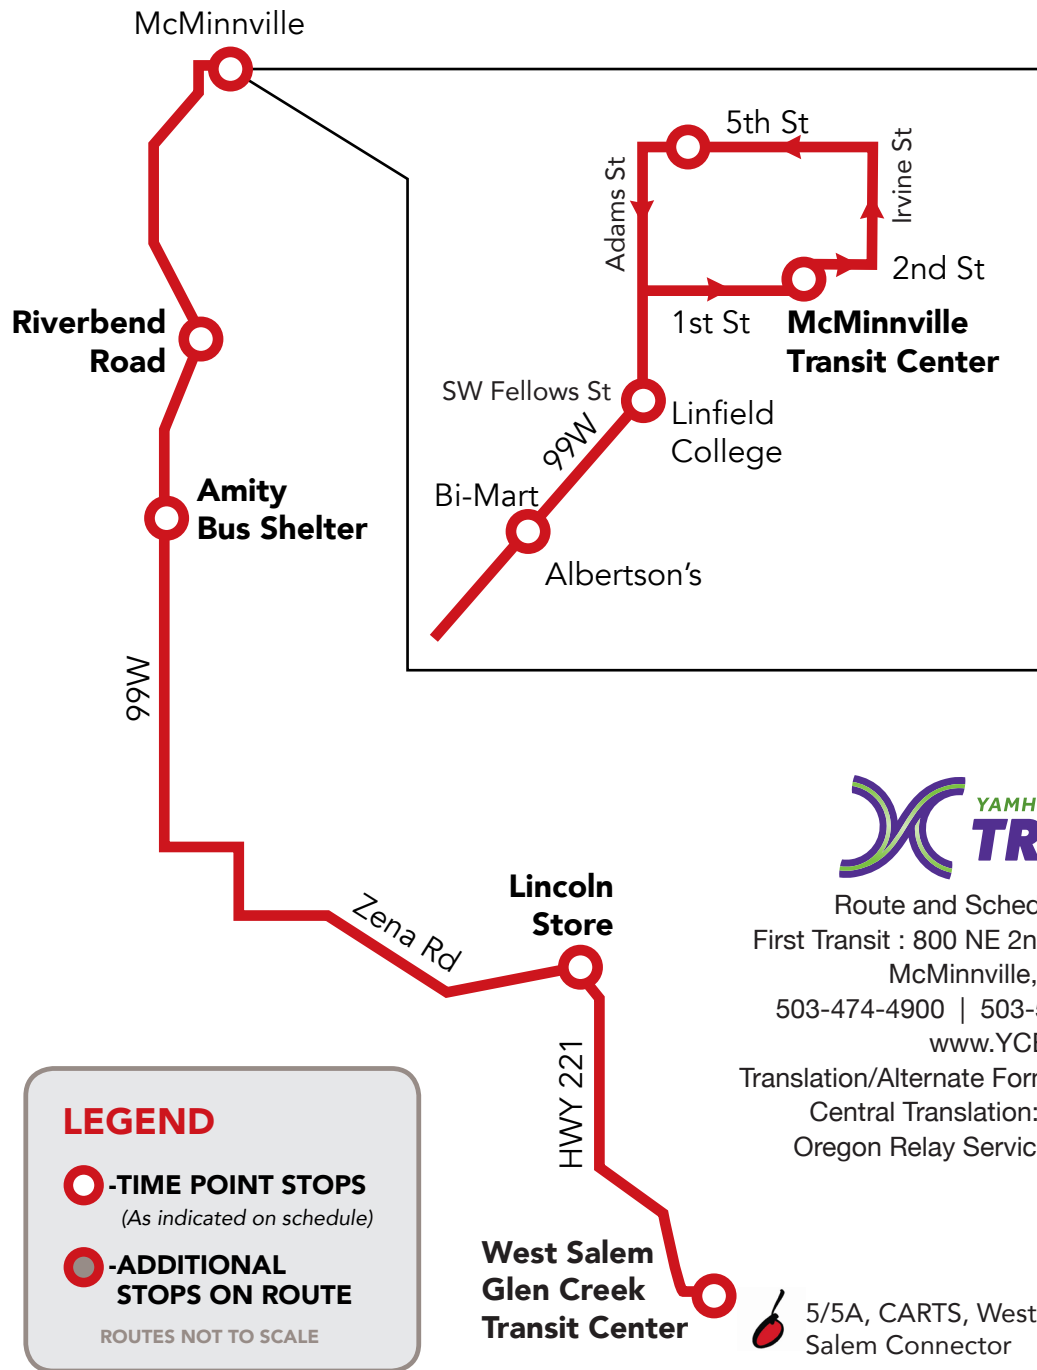 McMinnville
5th St
Adams St
Irvine St
2nd St
1st St
McMinnville
Transit Center
Riverbend
Road
SW Fellows St
Linfield
College
99W
Bi-Mart
Albertson's
Amity
Bus Shelter
99W
Zena Rd
Lincoln
Store
HWY 221
West Salem
Glen Creek
Transit Center
5/5A, CARTS, West
Salem Connector
YAMH
TR
Route and Sched
First Transit : 800 NE 2n
McMinnville,
503-474-4900 | 503-
www.YCB
Translation/Alternate For
Central Translation:
Oregon Relay Servic
LEGEND
-TIME POINT STOPS
(As indicated on schedule)
-ADDITIONAL
STOPS ON ROUTE
ROUTES NOT TO SCALE